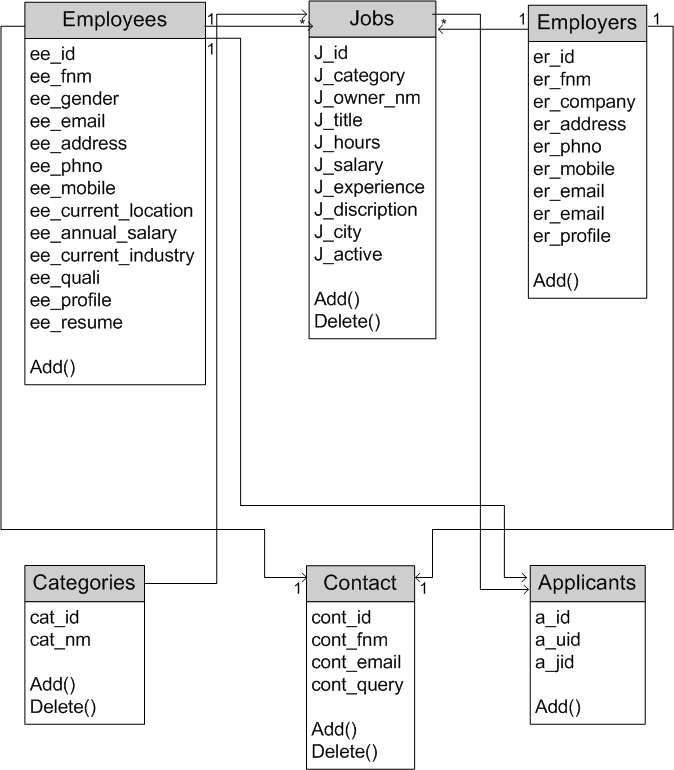 Employees
ee_id
ee_fnm
ee_gender
ee_email
ee_address
ee_phno
ee_mobile
ee_current_location
ee_annual_salary
ee_current_industry
ee_quali
ee_profile
ee_resume
Add()
1
1
*
Jobs
J_id
J_category
J_owner_nm
J_title
J_hours
J_salary
J_experience
J_discription
J_city
J_active
Add()
Delete()
*
1
Employers
1
er_id
er_fnm
er_company
er_address
er_phno
er_mobile
er_email
er_email
er_profile
Add()
Categories
cat_id
cat_nm
Add()
Delete()
1
Contact
1
cont_id
cont_fnm
cont_email
cont_query
Add()
Delete()
Applicants
a_id
a_uid
a_jid
Add()